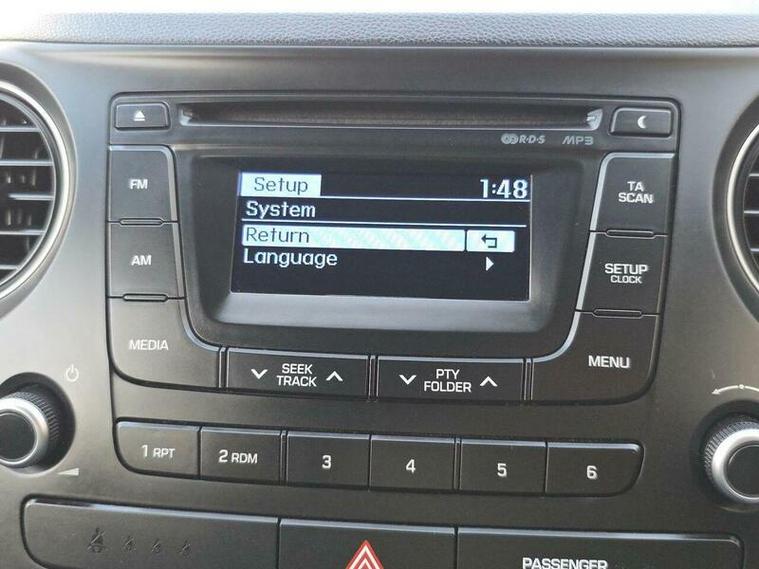 R·D·S MP3
FM
TA
SCAN
Setup 1:48
System
Return
Language
AM
SETUP
CLOCK
MEDIA
MENU
SEEK
TRACK
PTY
FOLDER
1 RPT
2 RDM
3
4
5
6
PASSENGER